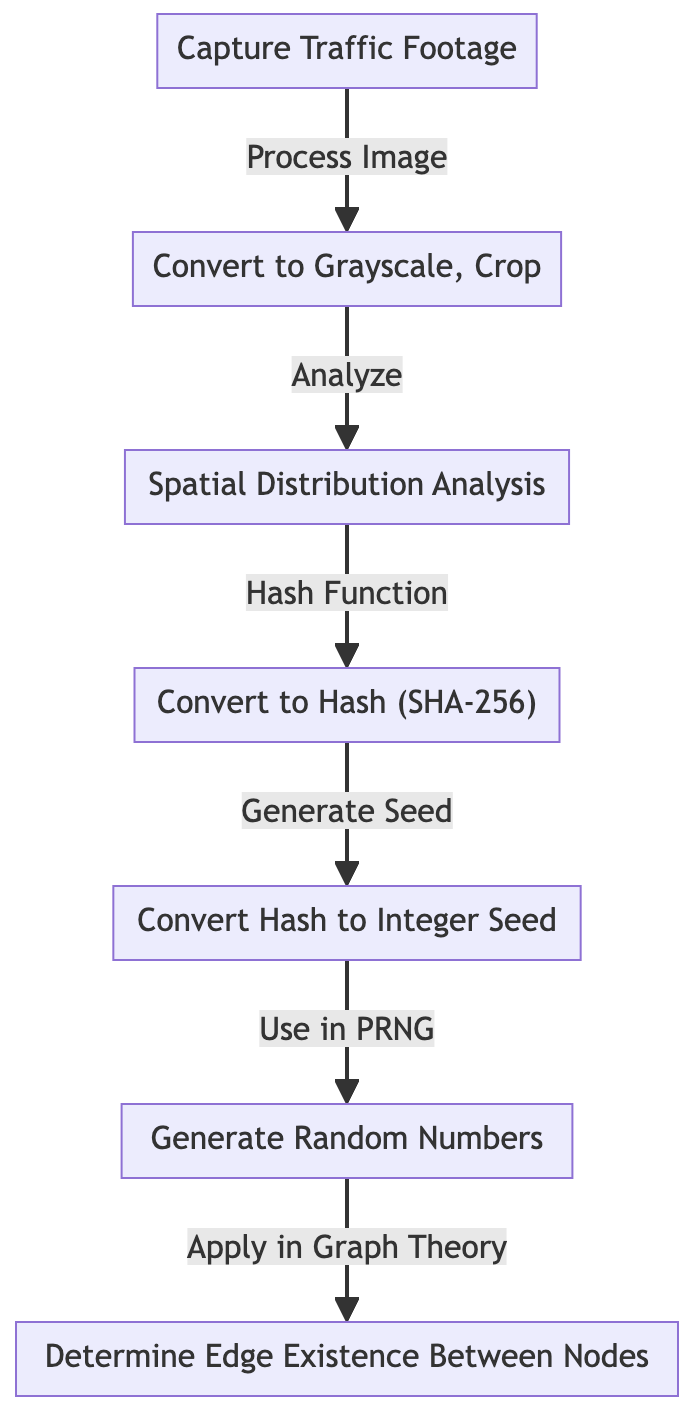 Capture Traffic Footage
Process Image
Convert to Grayscale, Crop
Analyze
Spatial Distribution Analysis
Hash Function
Convert to Hash (SHA-256)
Generate Seed
Convert Hash to Integer Seed
Use in PRNG
Generate Random Numbers
Apply in Graph Theory
Determine Edge Existence Between Nodes